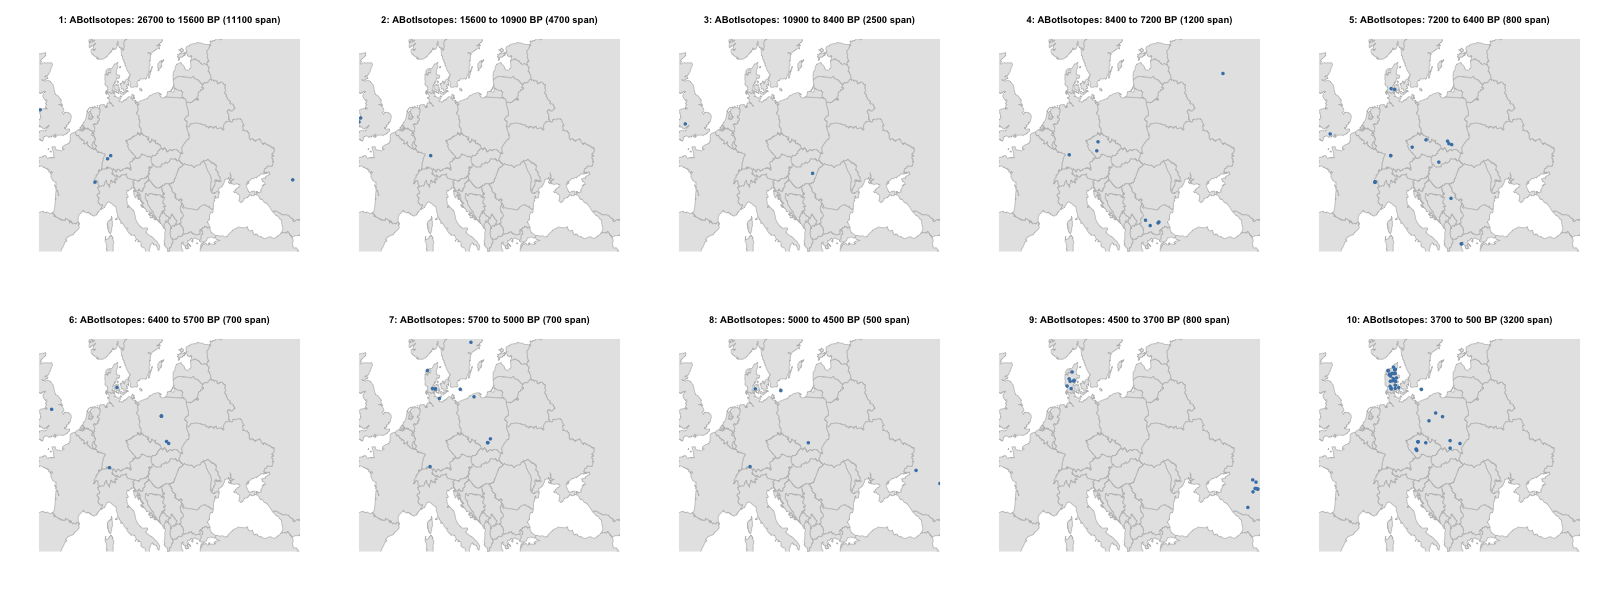 1: ABotIsotopes: 26700 to 15600 BP (11100 span)
2: ABotIsotopes: 15600 to 10900 BP (4700 span)
3: ABotIsotopes: 10900 to 8400 BP (2500 span)
4: ABotIsotopes: 8400 to 7200 BP (1200 span)
5: ABotIsotopes: 7200 to 6400 BP (800 span)
6: ABotIsotopes: 6400 to 5700 BP (700 span)
7: ABotIsotopes: 5700 to 5000 BP (700 span)
8: ABotIsotopes: 5000 to 4500 BP (500 span)
9: ABotIsotopes: 4500 to 3700 BP (800 span)
10: ABotIsotopes: 3700 to 500 BP (3200 span)